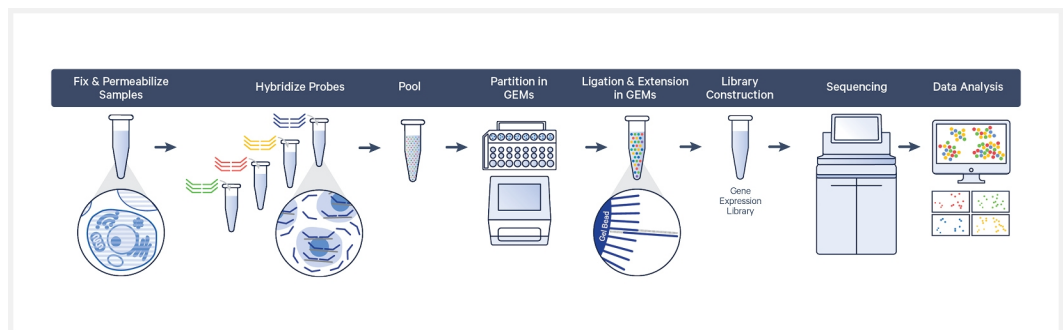 Fix & Permeabilize
Samples
Hybridize Probes
Pool
Partition in
GEMs
Ligation & Extension
in GEMs
Library
Construction
Sequencing
Data Analysis
Gel Bead
Gene
Expression
Library